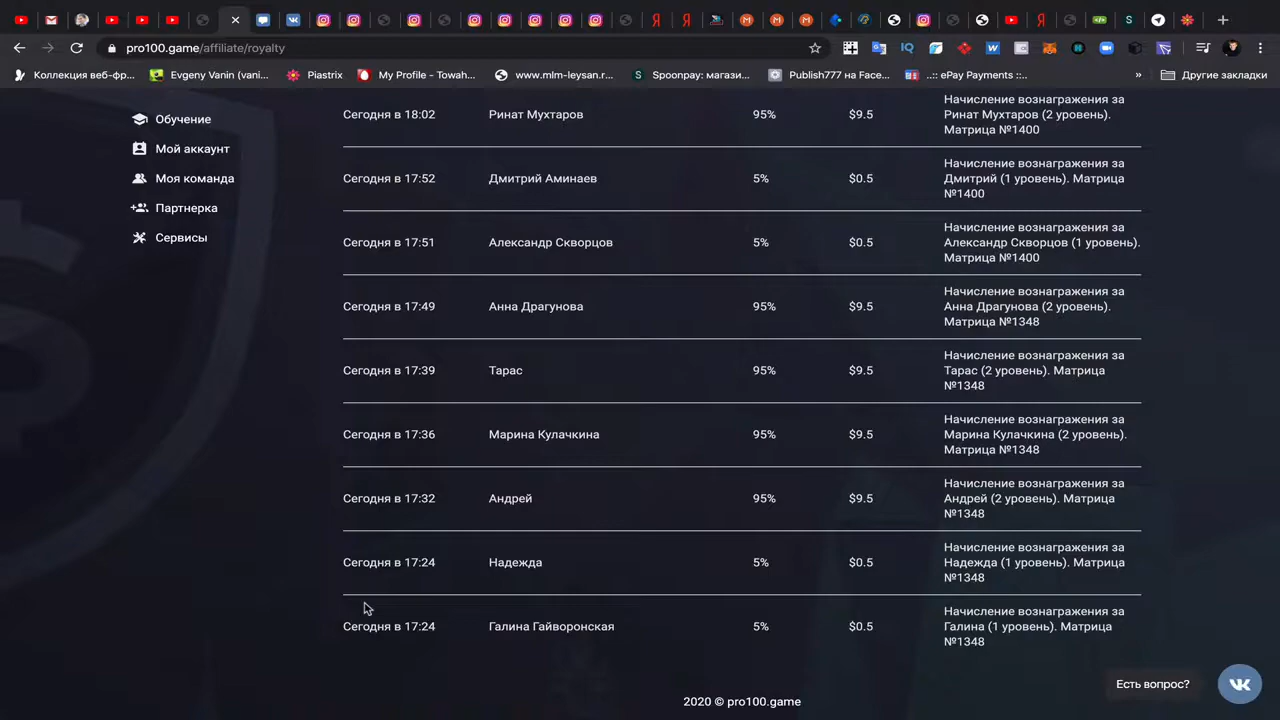 pro100.game/affiliate/royalty
Коллекция веб-фр...
Evgeny Vanin (vani...
Piastrix
My Profile - Towah...
www.mlm-leysan.r...
Spoonpay: магази...
Publish777 на Face...
..:: ePay Payments ::..
»
Другие закладки
Обучение
Мой аккаунт
Моя команда
Партнерка
Сервисы
Сегодня в 18:02 Ринат Мухтаров 95% $9.5 Начисление вознагражения за
Ринат Мухтаров (2 уровень).
Матрица №1400
Сегодня в 17:52 Дмитрий Аминаев 5% $0.5 Начисление вознагражения за
Дмитрий (1 уровень). Матрица
№1400
Сегодня в 17:51 Александр Скворцов 5% $0.5 Начисление вознагражения за
Александр Скворцов (1 уровень).
Матрица №1400
Сегодня в 17:49 Анна Драгунова 95% $9.5 Начисление вознагражения за
Анна Драгунова (2 уровень).
Матрица №1348
Сегодня в 17:39 Тарас 95% $9.5 Начисление вознагражения за
Тарас (2 уровень). Матрица
№1348
Сегодня в 17:36 Марина Кулачкина 95% $9.5 Начисление вознагражения за
Марина Кулачкина (2 уровень).
Матрица №1348
Сегодня в 17:32 Андрей 95% $9.5 Начисление вознагражения за
Андрей (2 уровень). Матрица
№1348
Сегодня в 17:24 Надежда 5% $0.5 Начисление вознагражения за
Надежда (1 уровень). Матрица
№1348
Сегодня в 17:24 Галина Гайворонская 5% $0.5 Начисление вознагражения за
Галина (1 уровень). Матрица
№1348
Есть вопрос?
2020 © pro100.game